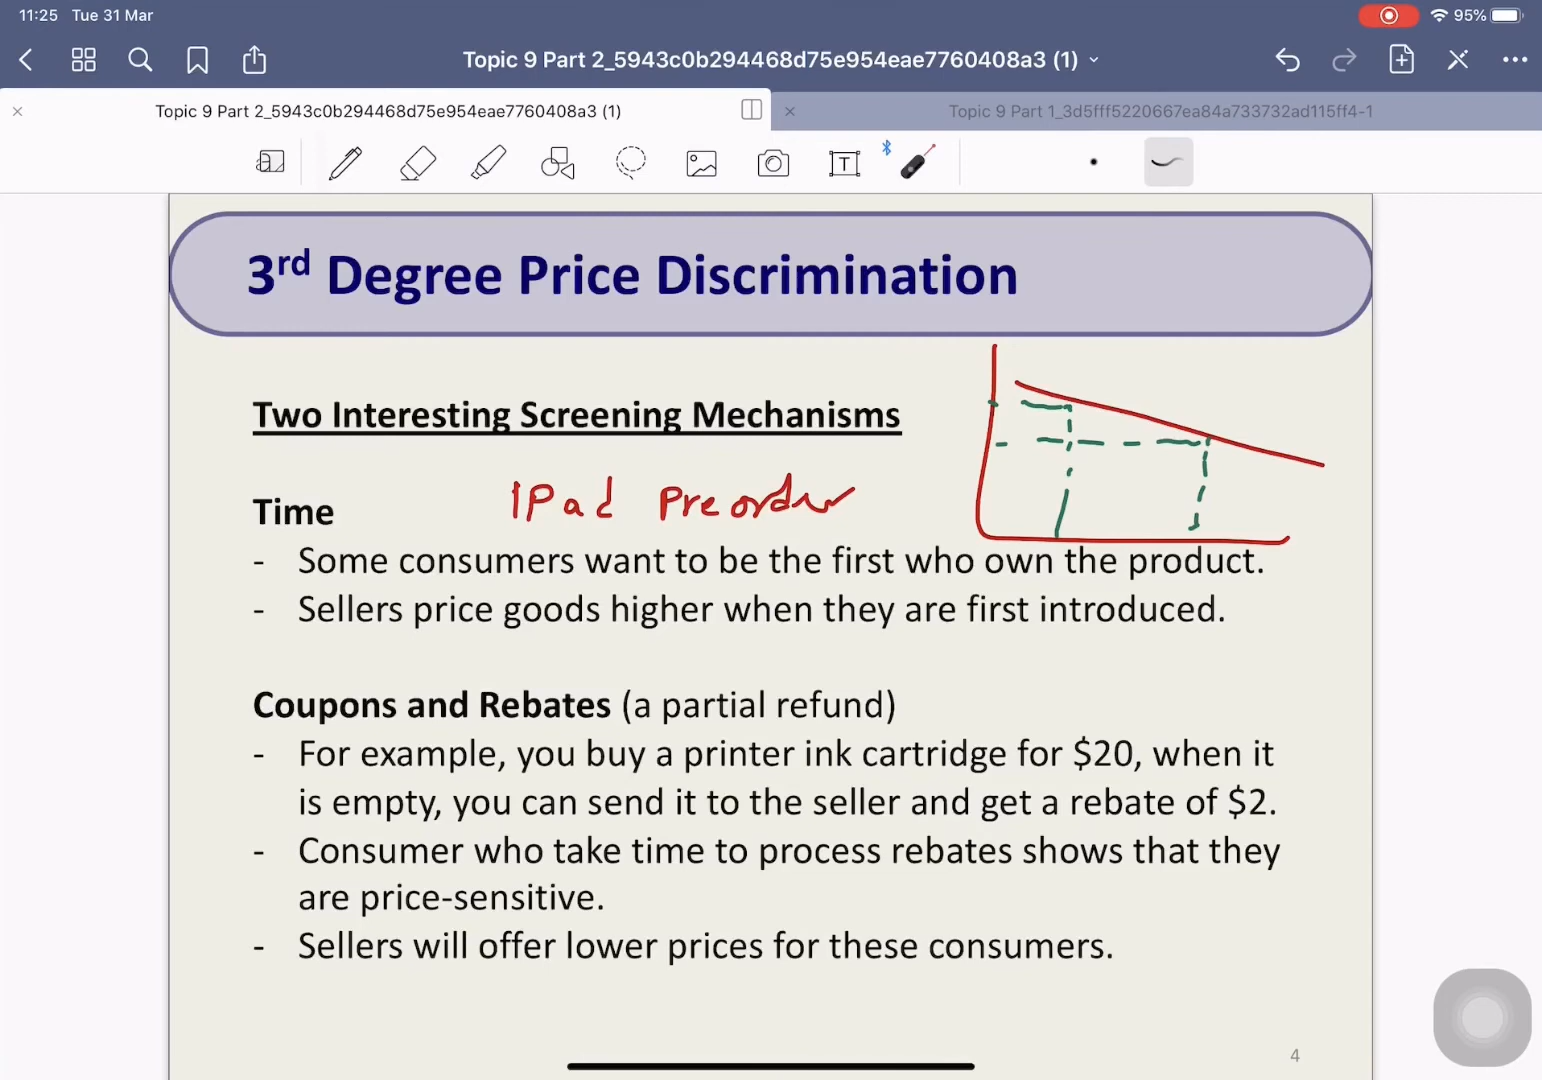 11:25 Tue 31 Mar
95%
Topic 9 Part 2_5943c0b294468d75e954eae7760408a3 (1)
Topic 9 Part 2_5943c0b294468d75e954eae7760408a3 (1)
Topic 9 Part 1_3d5fff5220667ea84a733732ad115ff4-1
T
3rd Degree Price Discrimination
Two Interesting Screening Mechanisms
IPad Preorder
Time
- Some consumers want to be the first who own the product.
- Sellers price goods higher when they are first introduced.
Coupons and Rebates (a partial refund)
- For example, you buy a printer ink cartridge for $20, when it
is empty, you can send it to the seller and get a rebate of $2.
- Consumer who take time to process rebates shows that they
are price-sensitive.
- Sellers will offer lower prices for these consumers.
4